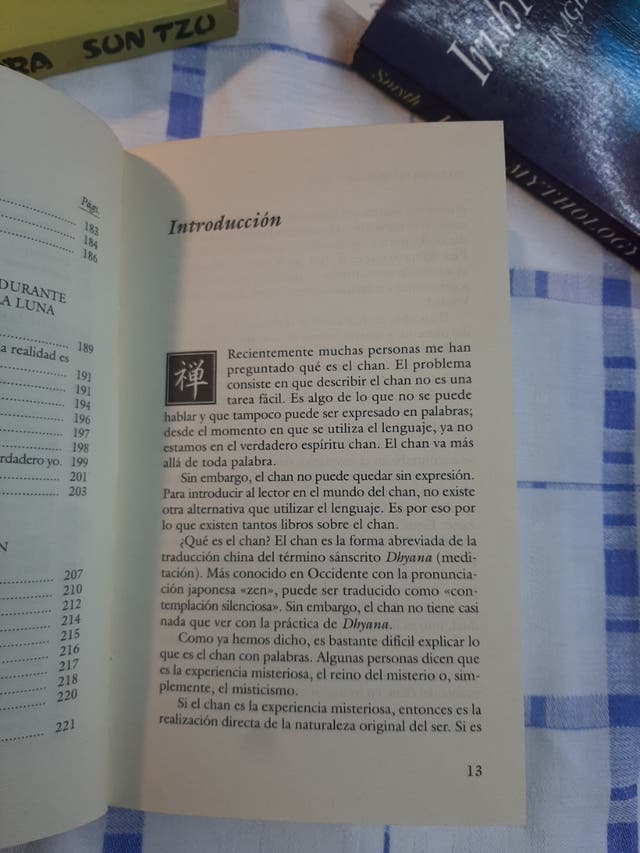 RA SUN TZU
Irish
Smyth
MYTHOLOGY
Págs.
183
184
186
DURANTE
A LUNA
189
a realidad es
191
191
194
196
197
198
rdadero yo. 199
201
203
N
207
210
212
214
215
216
217
218
220
221
Introducción
禅
Recientemente muchas personas me han
preguntado qué es el chan. El problema
consiste en que describir el chan no es una
tarea fácil. Es algo de lo que no se puede
hablar y que tampoco puede ser expresado en palabras;
desde el momento en que se utiliza el lenguaje, ya no
estamos en el verdadero espíritu chan. El chan va más
allá de toda palabra.
Sin embargo, el chan no puede quedar sin expresión.
Para introducir al lector en el mundo del chan, no existe
otra alternativa que utilizar el lenguaje. Es por eso por
lo que existen tantos libros sobre el chan.
¿Qué es el chan? El chan es la forma abreviada de la
traducción china del término sánscrito Dhyana (medi-
tación). Más conocido en Occidente con la pronuncia-
ción japonesa «zen», puede ser traducido como «con-
templación silenciosa». Sin embargo, el chan no tiene casi
nada que ver con la práctica de Dhyana.
Como ya hemos dicho, es bastante difícil explicar lo
que es el chan con palabras. Algunas personas dicen que
es la experiencia misteriosa, el reino del misterio o, sim-
plemente, el misticismo.
Si el chan es la experiencia misteriosa, entonces es la
realización directa de la naturaleza original del ser. Si es
13